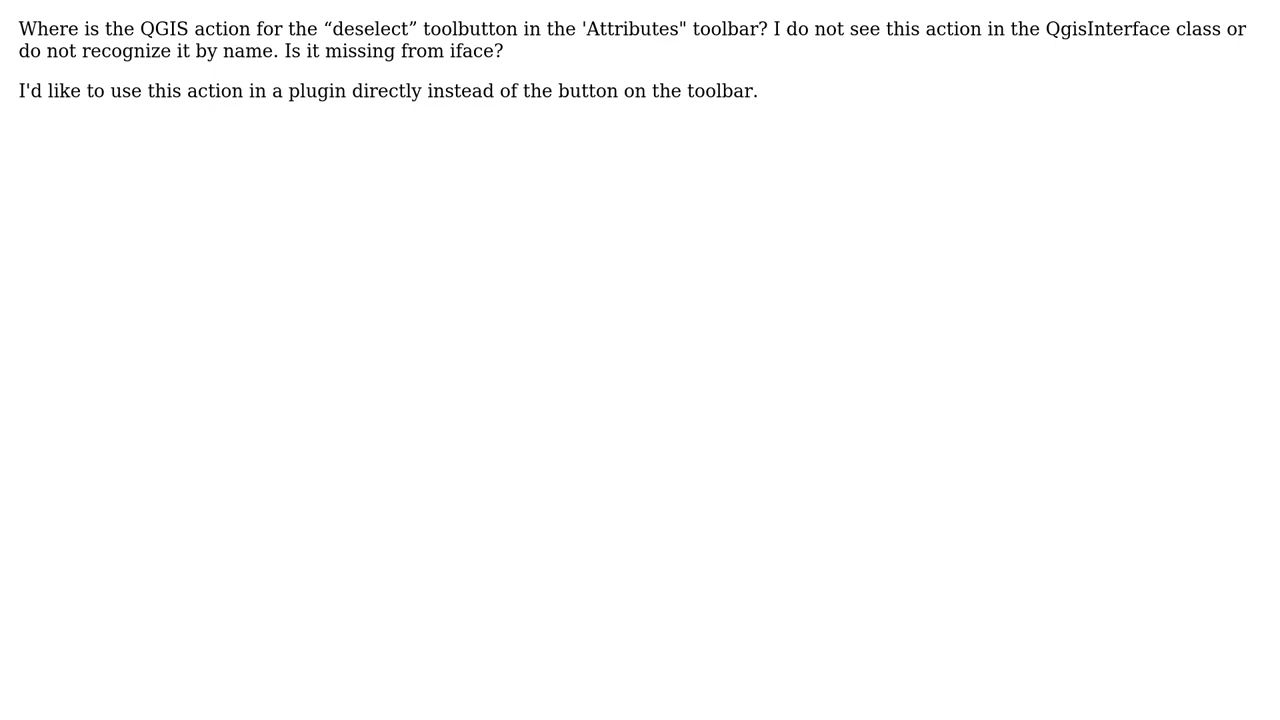 Where is the QGIS action for the “deselect” toolbutton in the 'Attributes" toolbar? I do not see this action in the QgisInterface class or
do not recognize it by name. Is it missing from iface?
I'd like to use this action in a plugin directly instead of the button on the toolbar.